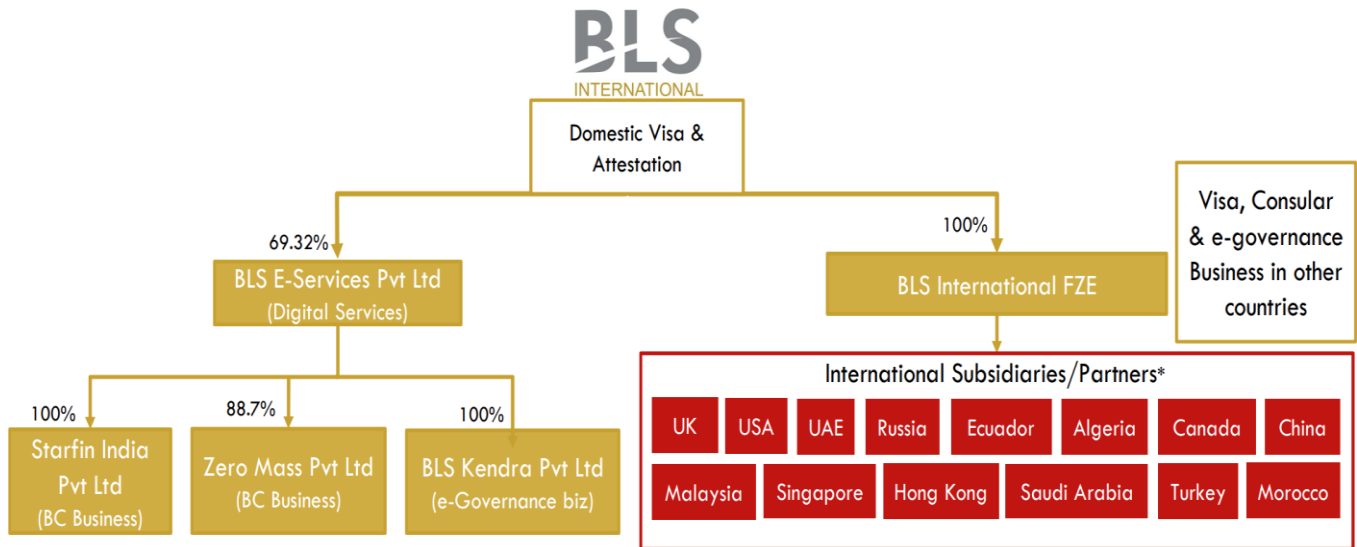 BLS
INTERNATIONAL
Domestic Visa &
Attestation
69.32%
100%
BLS E-Services Pvt Ltd
(Digital Services)
BLS International FZE
Visa, Consular
& e-governance
Business in other
countries
100%
88.7%
100%
Starfin India
Pvt Ltd
(BC Business)
Zero Mass Pvt Ltd
(BC Business)
BLS Kendra Pvt Ltd
(e-Governance biz)
International Subsidiaries/Partners*
UK USA UAE Russia Ecuador Algeria Canada China
Malaysia Singapore Hong Kong Saudi Arabia Turkey Morocco